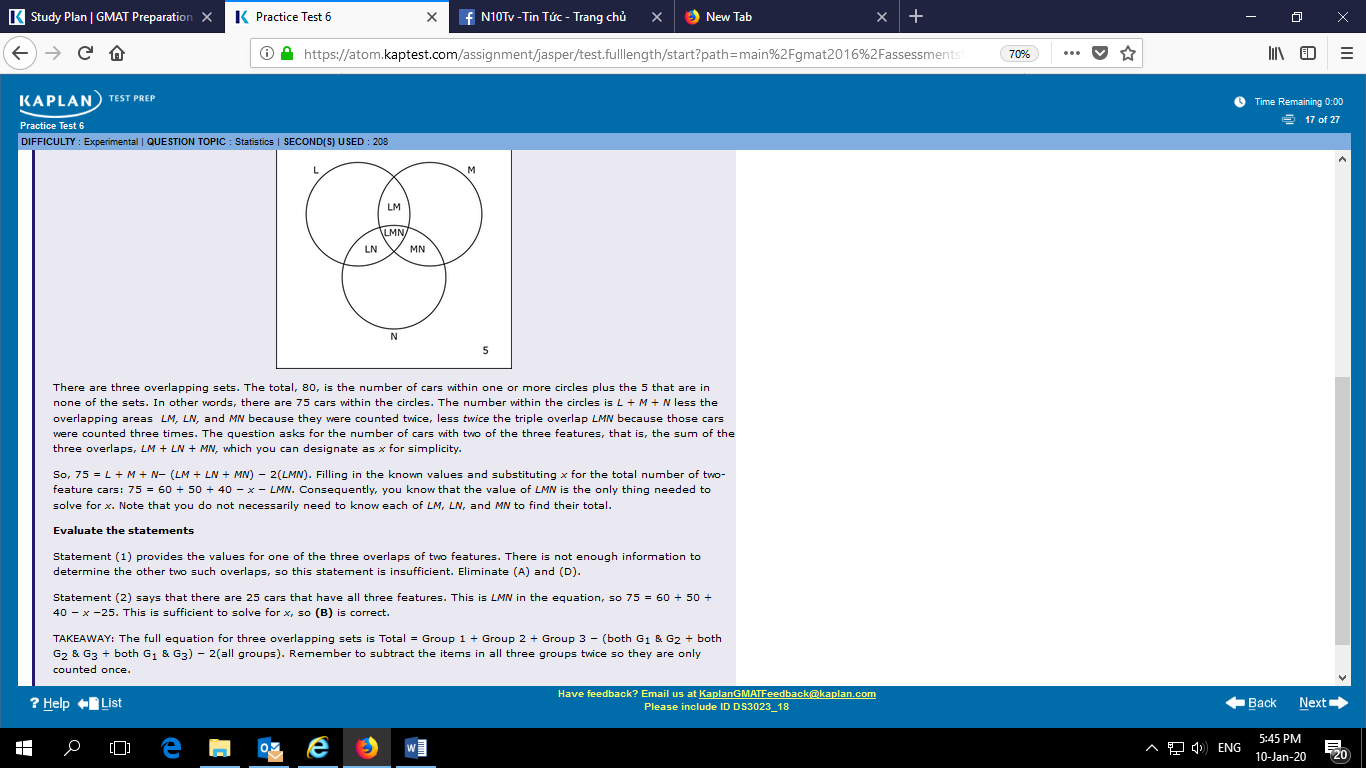 Study Plan | GMAT Preparation
Practice Test 6
N10Tv -Tin Tức - Trang chủ
New Tab
https://atom.kaptest.com/assignment/jasper/test.fulllength/start?path=main%2Fgmat2016%2Fassessments
70%
KAPLAN TEST PREP
Time Remaining 0:00
Practice Test 6
17 of 27
DIFFICULTY : Experimental | QUESTION TOPIC : Statistics | SECOND(S) USED : 208
L
M
LM
LMN
LN
MN
N
5
There are three overlapping sets. The total, 80, is the number of cars within one or more circles plus the 5 that are in
none of the sets. In other words, there are 75 cars within the circles. The number within the circles is L + M + N less the
overlapping areas LM, LN, and MN because they were counted twice, less twice the triple overlap LMN because those cars
were counted three times. The question asks for the number of cars with two of the three features, that is, the sum of the
three overlaps, LM + LN + MN, which you can designate as x for simplicity.
So, 75 = L + M + N− (LM + LN + MN) − 2(LMN). Filling in the known values and substituting x for the total number of two-
feature cars: 75 = 60 + 50 + 40 − x − LMN. Consequently, you know that the value of LMN is the only thing needed to
solve for x. Note that you do not necessarily need to know each of LM, LN, and MN to find their total.
Evaluate the statements
Statement (1) provides the values for one of the three overlaps of two features. There is not enough information to
determine the other two such overlaps, so this statement is insufficient. Eliminate (A) and (D).
Statement (2) says that there are 25 cars that have all three features. This is LMN in the equation, so 75 = 60 + 50 +
40 − x −25. This is sufficient to solve for x, so (B) is correct.
TAKEAWAY: The full equation for three overlapping sets is Total = Group 1 + Group 2 + Group 3 − (both G1 & G2 + both
G2 & G3 + both G1 & G3) − 2(all groups). Remember to subtract the items in all three groups twice so they are only
counted once.
Have feedback? Email us at KaplanGMATFeedback@kaplan.com
Please include ID DS3023_18
? Help
List
Back
Next
ENG
5:45 PM
10-Jan-20
20